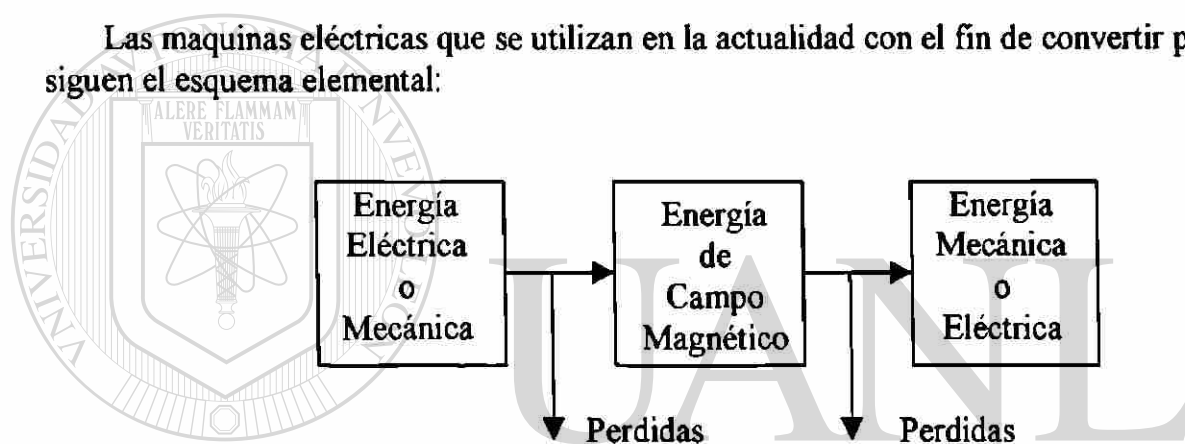 Las maquinas eléctricas que se utilizan en la actualidad con el fin de convertir p
siguen el esquema elemental:
ALERE FLAMMAM
VERITATIS
Energía
Eléctrica
o
Mecánica
Energía
de
Campo
Magnético
Energía
Mecánica
o
Eléctrica
Perdidas
Perdidas
UANL